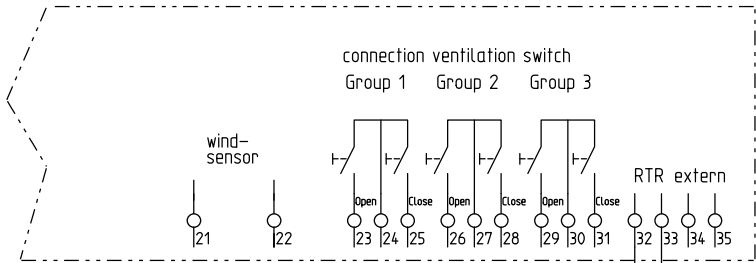 connection ventilation switch
Group 1 Group 2 Group 3
wind-
sensor
RTR extern
Open Close Open Close Open Close
21 22 23 24 25 26 27 28 29 30 31 32 33 34 35